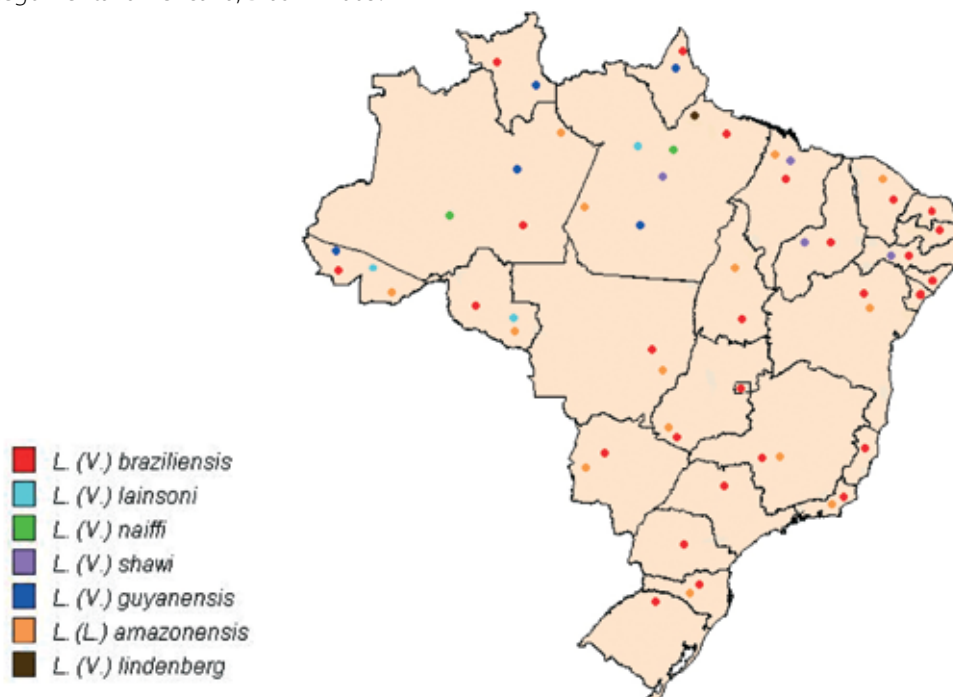 L. (V.) braziliensis
L. (V.) lainsoni
L. (V.) naiffi
L. (V.) shawi
L. (V.) guyanensis
L. (L.) amazonensis
L. (V.) lindenberg